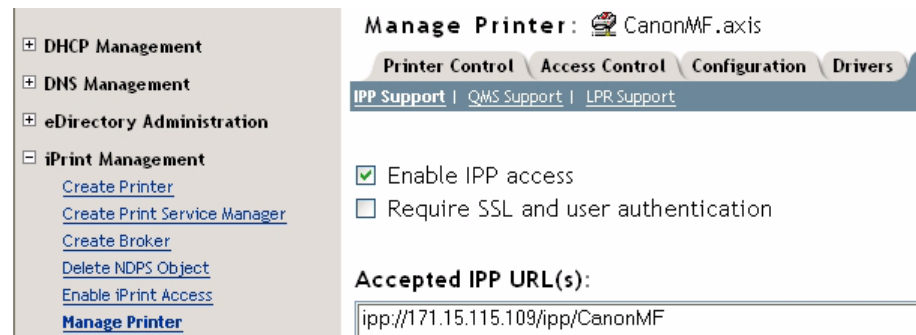 Manage Printer: CanonMF.axis
DHCP Management
DNS Management
eDirectory Administration
iPrint Management
Create Printer
Create Print Service Manager
Create Broker
Delete NDPS Object
Enable iPrint Access
Manage Printer
Printer Control \ Access Control \ Configuration \ Drivers
IPP Support | QMS Support | LPR Support
Enable IPP access
Require SSL and user authentication
Accepted IPP URL(s):
ipp://171.15.115.109/ipp/CanonMF